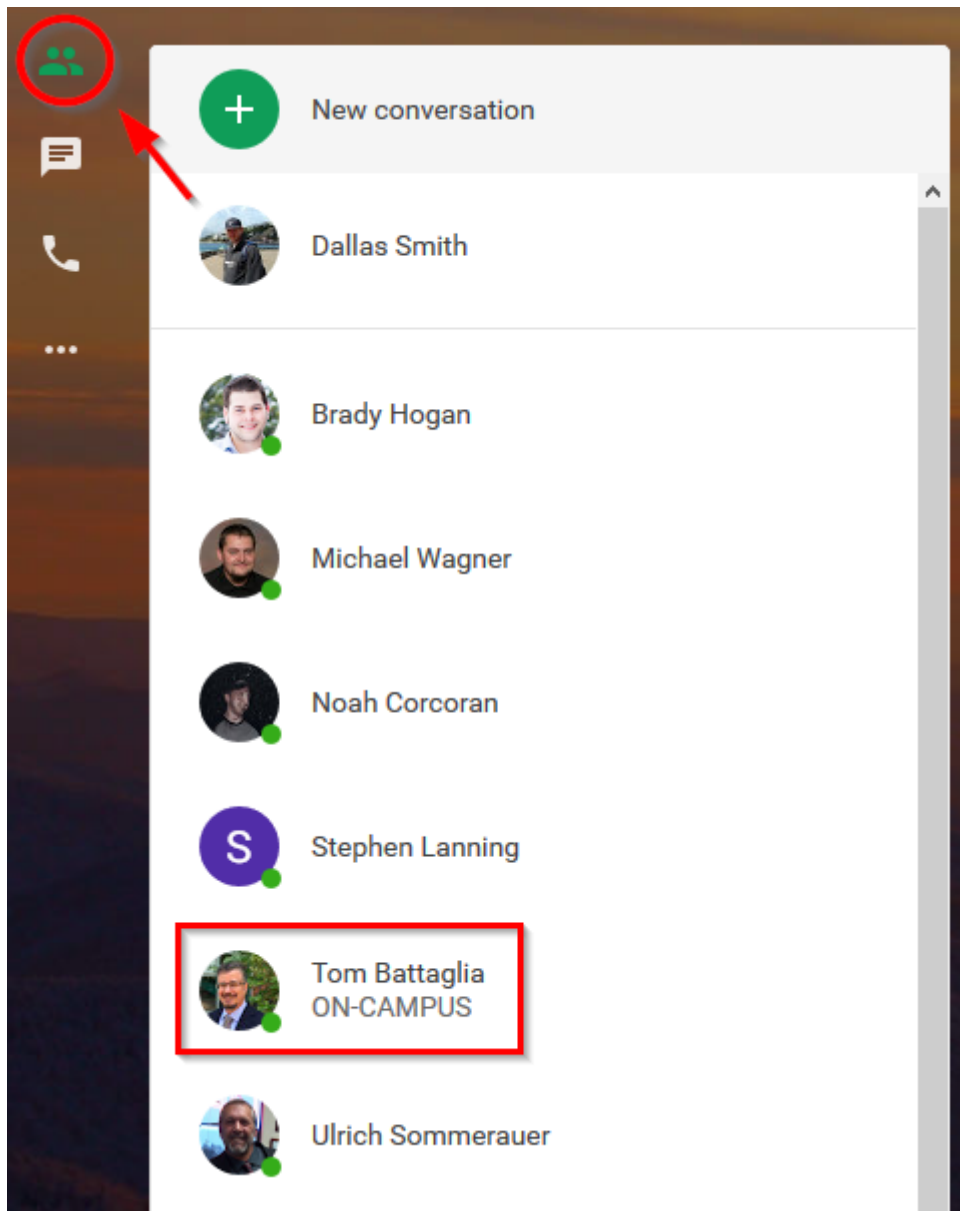 New conversation
Dallas Smith
Brady Hogan
Michael Wagner
Noah Corcoran
S
Stephen Lanning
Tom Battaglia
ON-CAMPUS
Ulrich Sommerauer